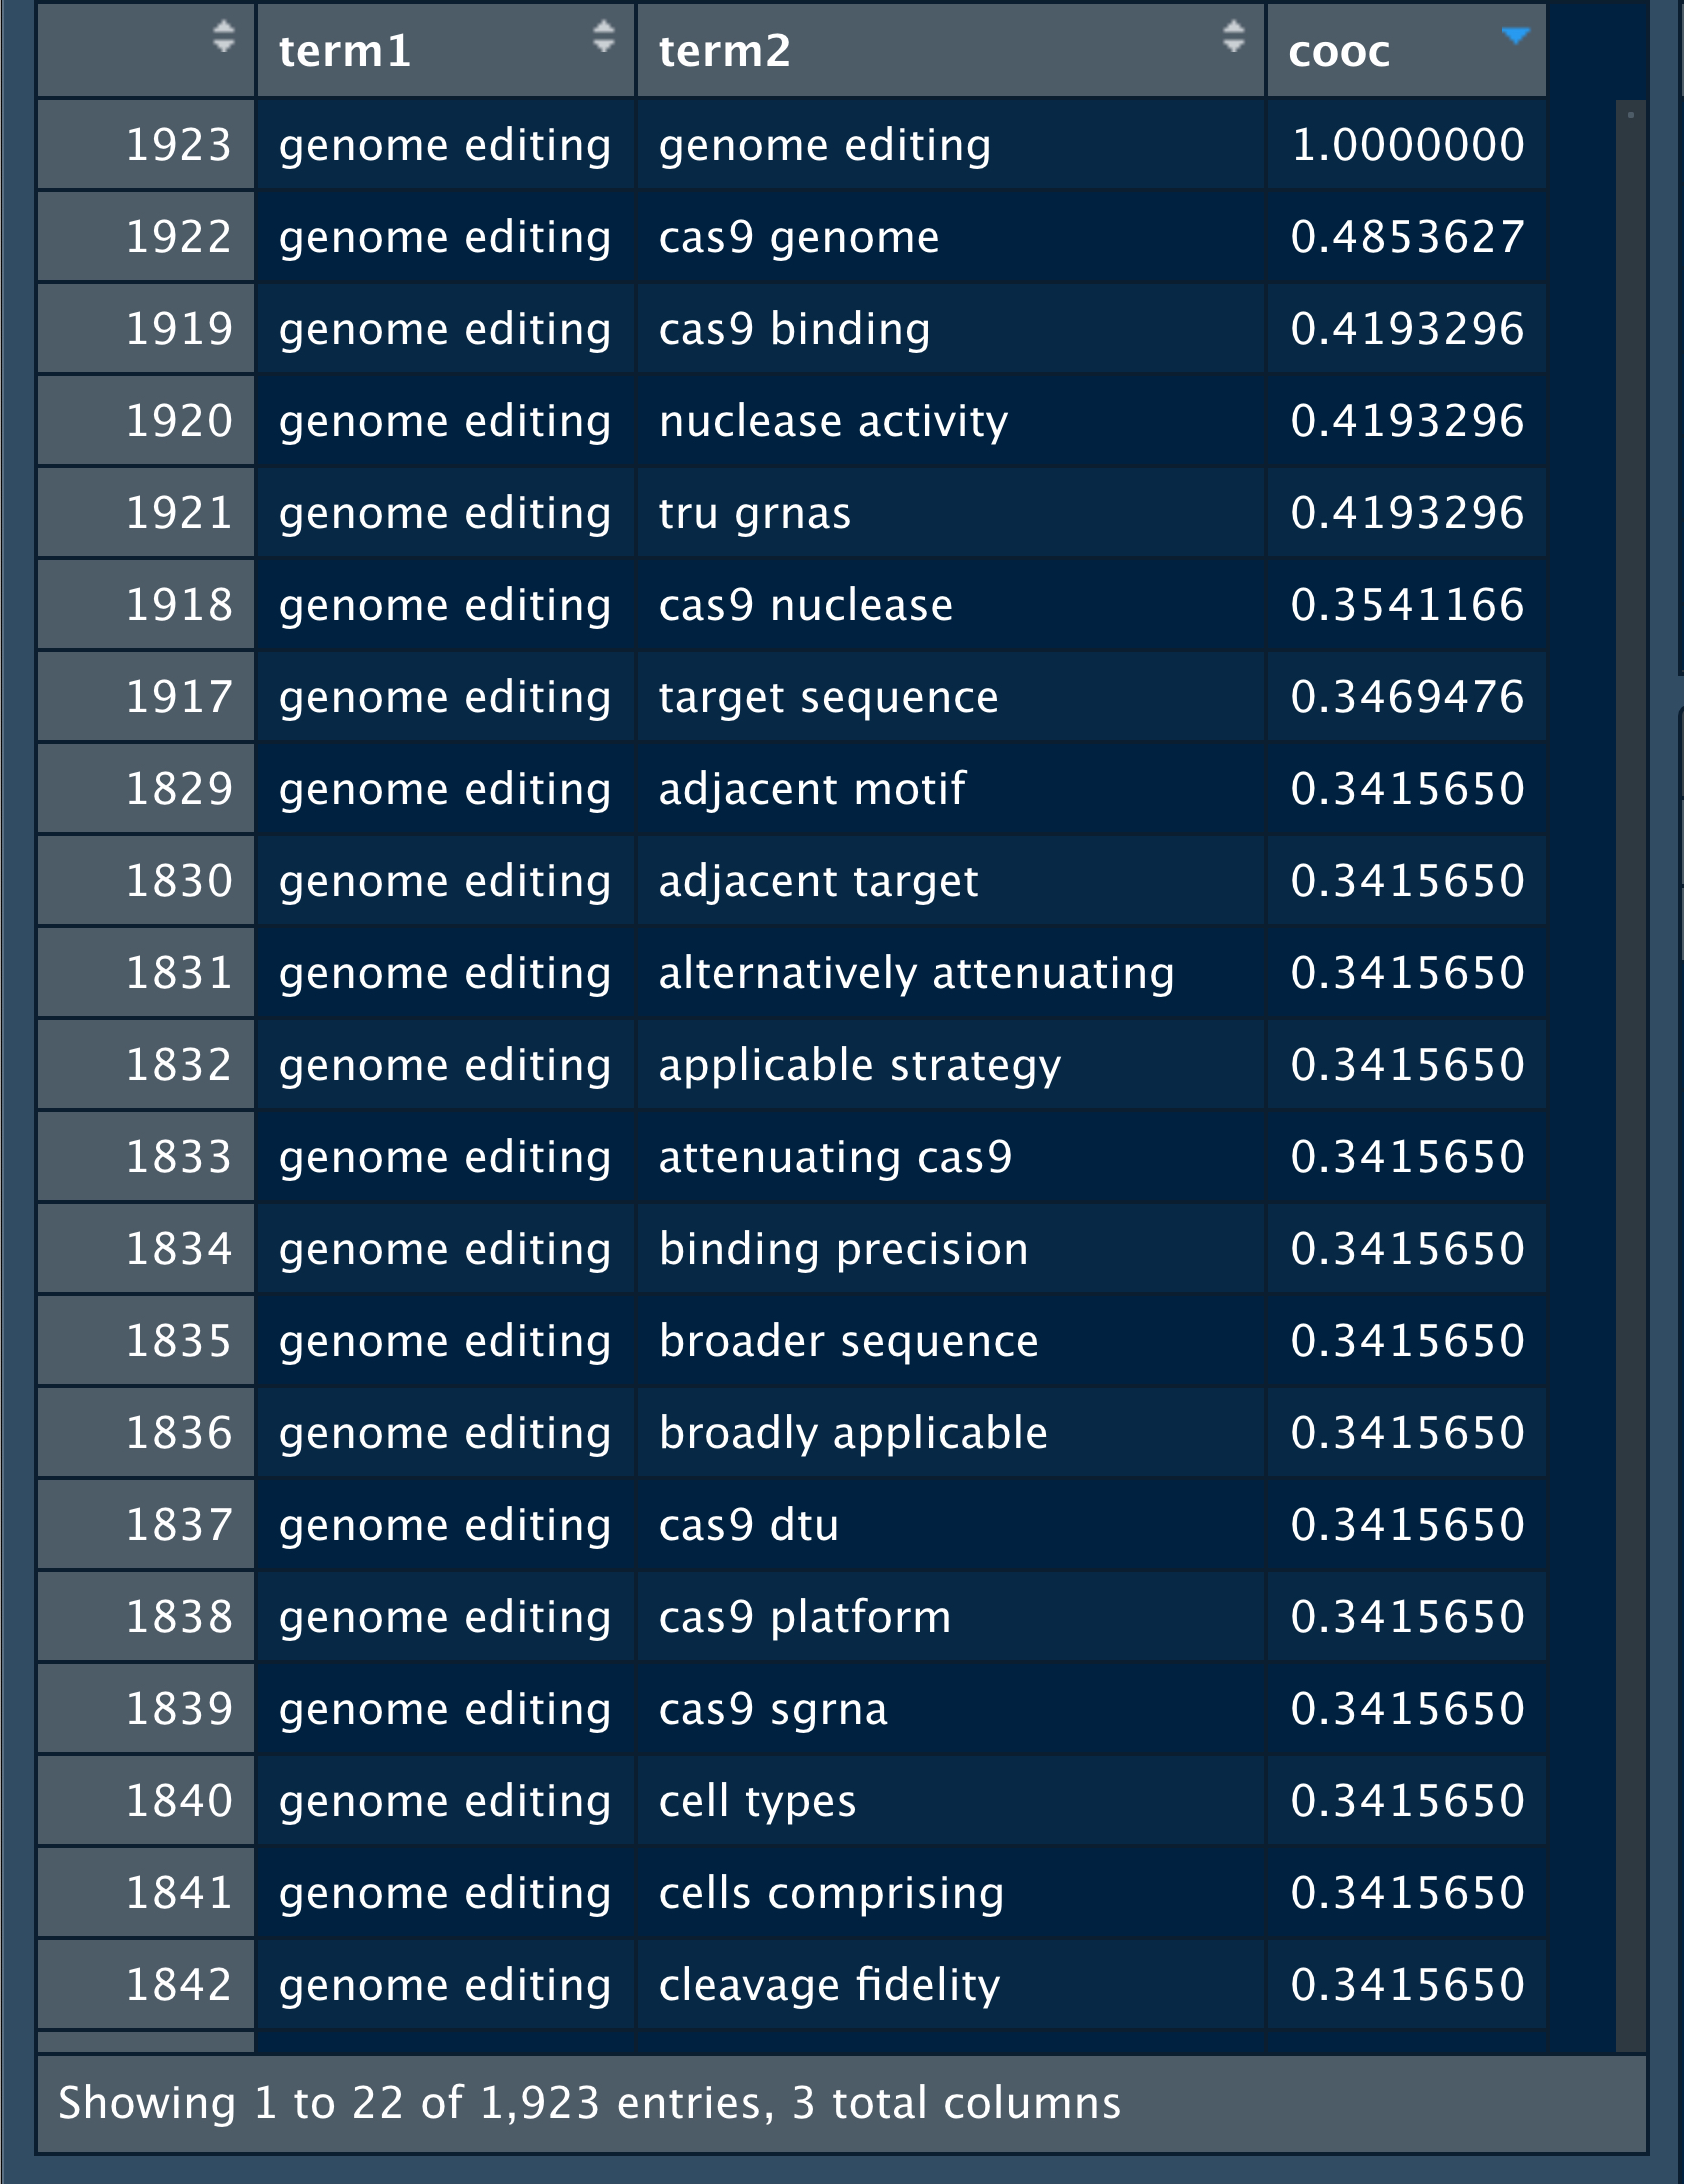 term1 term2 cooc
1923 genome editing genome editing 1.0000000
1922 genome editing cas9 genome 0.4853627
1919 genome editing cas9 binding 0.4193296
1920 genome editing nuclease activity 0.4193296
1921 genome editing tru grnas 0.4193296
1918 genome editing cas9 nuclease 0.3541166
1917 genome editing target sequence 0.3469476
1829 genome editing adjacent motif 0.3415650
1830 genome editing adjacent target 0.3415650
1831 genome editing alternatively attenuating 0.3415650
1832 genome editing applicable strategy 0.3415650
1833 genome editing attenuating cas9 0.3415650
1834 genome editing binding precision 0.3415650
1835 genome editing broader sequence 0.3415650
1836 genome editing broadly applicable 0.3415650
1837 genome editing cas9 dtu 0.3415650
1838 genome editing cas9 platform 0.3415650
1839 genome editing cas9 sgrna 0.3415650
1840 genome editing cell types 0.3415650
1841 genome editing cells comprising 0.3415650
1842 genome editing cleavage fidelity 0.3415650
Showing 1 to 22 of 1,923 entries, 3 total columns